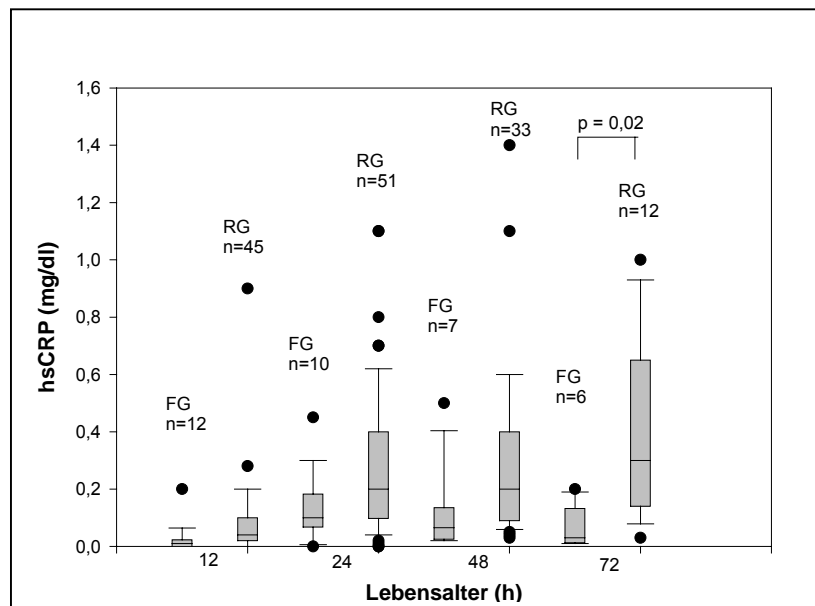 1,6
1,4
1,2
1,0
0,8
0,6
0,4
0,2
0,0
hsCRP (mg/dl)
FG
n=12
RG
n=45
FG
n=10
RG
n=51
FG
n=7
RG
n=33
FG
n=6
RG
n=12
p = 0,02
12
24
48
72
Lebensalter (h)